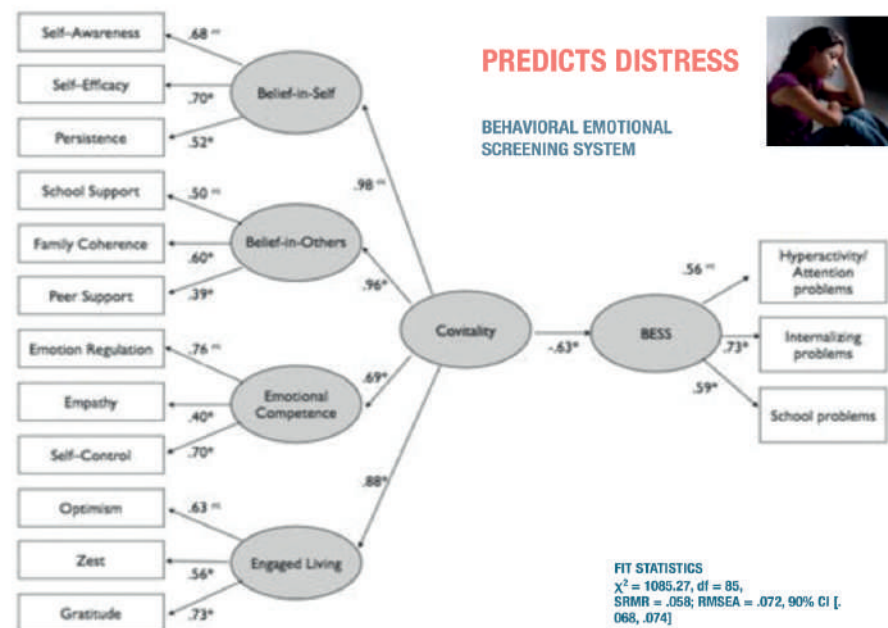 PREDICTS DISTRESS
BEHAVIORAL EMOTIONAL
SCREENING SYSTEM
Self-Awareness
Self-Efficacy
Persistence
School Support
Family Coherence
Peer Support
Emotion Regulation
Empathy
Self-Control
Optimism
Zest
Gratitude
.68
.70*
.52*
.50
.60*
.39*
.76
.40*
.70*
.63
.56*
.73*
Belief-in-Self
Belief-in-Others
Emotional
Competence
Engaged Living
.98
.96*
.69*
.88*
Covitality
-.63*
BESS
.56
.73*
.59*
Hyperactivity/
Attention
problems
Internalizing
problems
School problems
FIT STATISTICS
χ² = 1085.27, df = 85,
SRMR = .058; RMSEA = .072, 90% CI [.
068, .074]